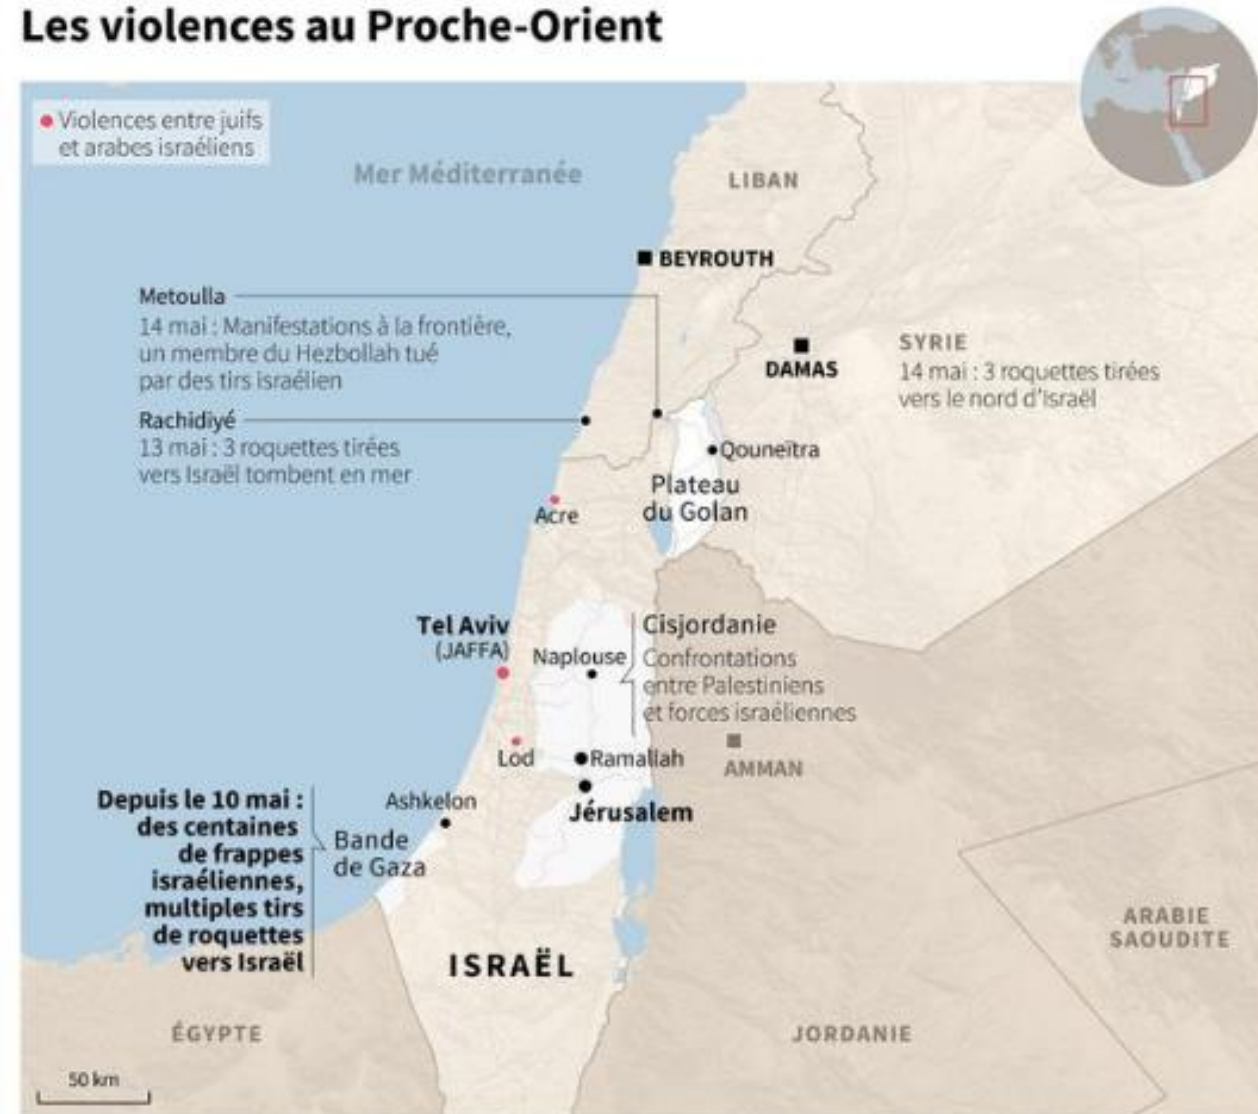 Les violences au Proche-Orient
Violences entre juifs
et arabes israéliens
Mer Méditerranée
LIBAN
BEYROUTH
Metoulla
14 mai : Manifestations à la frontière,
un membre du Hezbollah tué
par des tirs israélien
DAMAS
SYRIE
14 mai : 3 roquettes tirées
vers le nord d'Israël
Rachidiyé
13 mai : 3 roquettes tirées
vers Israël tombent en mer
Qouneïtra
Plateau
du Golan
Acre
Tel Aviv
(JAFFA)
Naplouse
Cisjordanie
Confrontations
entre Palestiniens
et forces israéliennes
Lod
Ramallah
AMMAN
Jérusalem
Ashkelon
Depuis le 10 mai :
des centaines
de frappes
israéliennes,
multiples tirs
de roquettes
vers Israël
Bande
de Gaza
ISRAËL
ARABIE
SAOUDITE
ÉGYPTE
JORDANIE
50 km